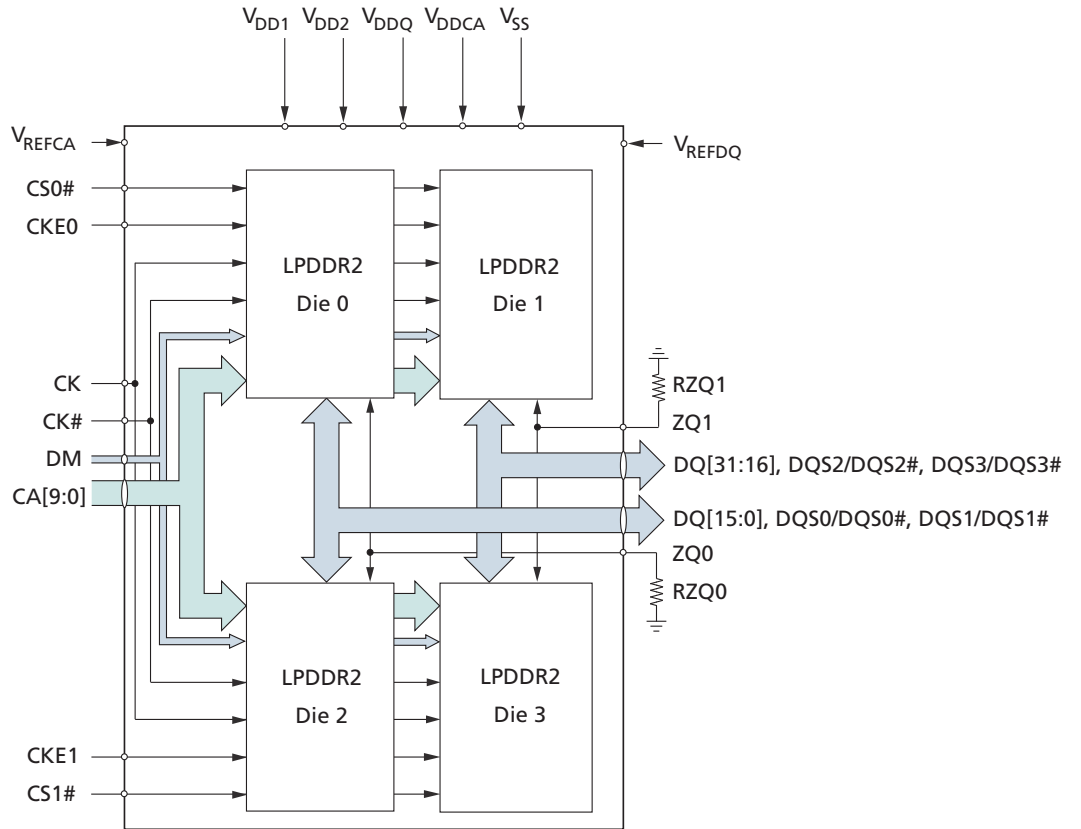 VDD1 VDD2 VDDQ VDDCA VSS
VREFCA
VREFDQ
CS0#
CKE0
LPDDR2
Die 0
LPDDR2
Die 1
CK
CK#
DM
CA[9:0]
RZQ1
ZQ1
DQ[31:16], DQS2/DQS2#, DQS3/DQS3#
DQ[15:0], DQS0/DQS0#, DQS1/DQS1#
ZQ0
RZQ0
LPDDR2
Die 2
LPDDR2
Die 3
CKE1
CS1#